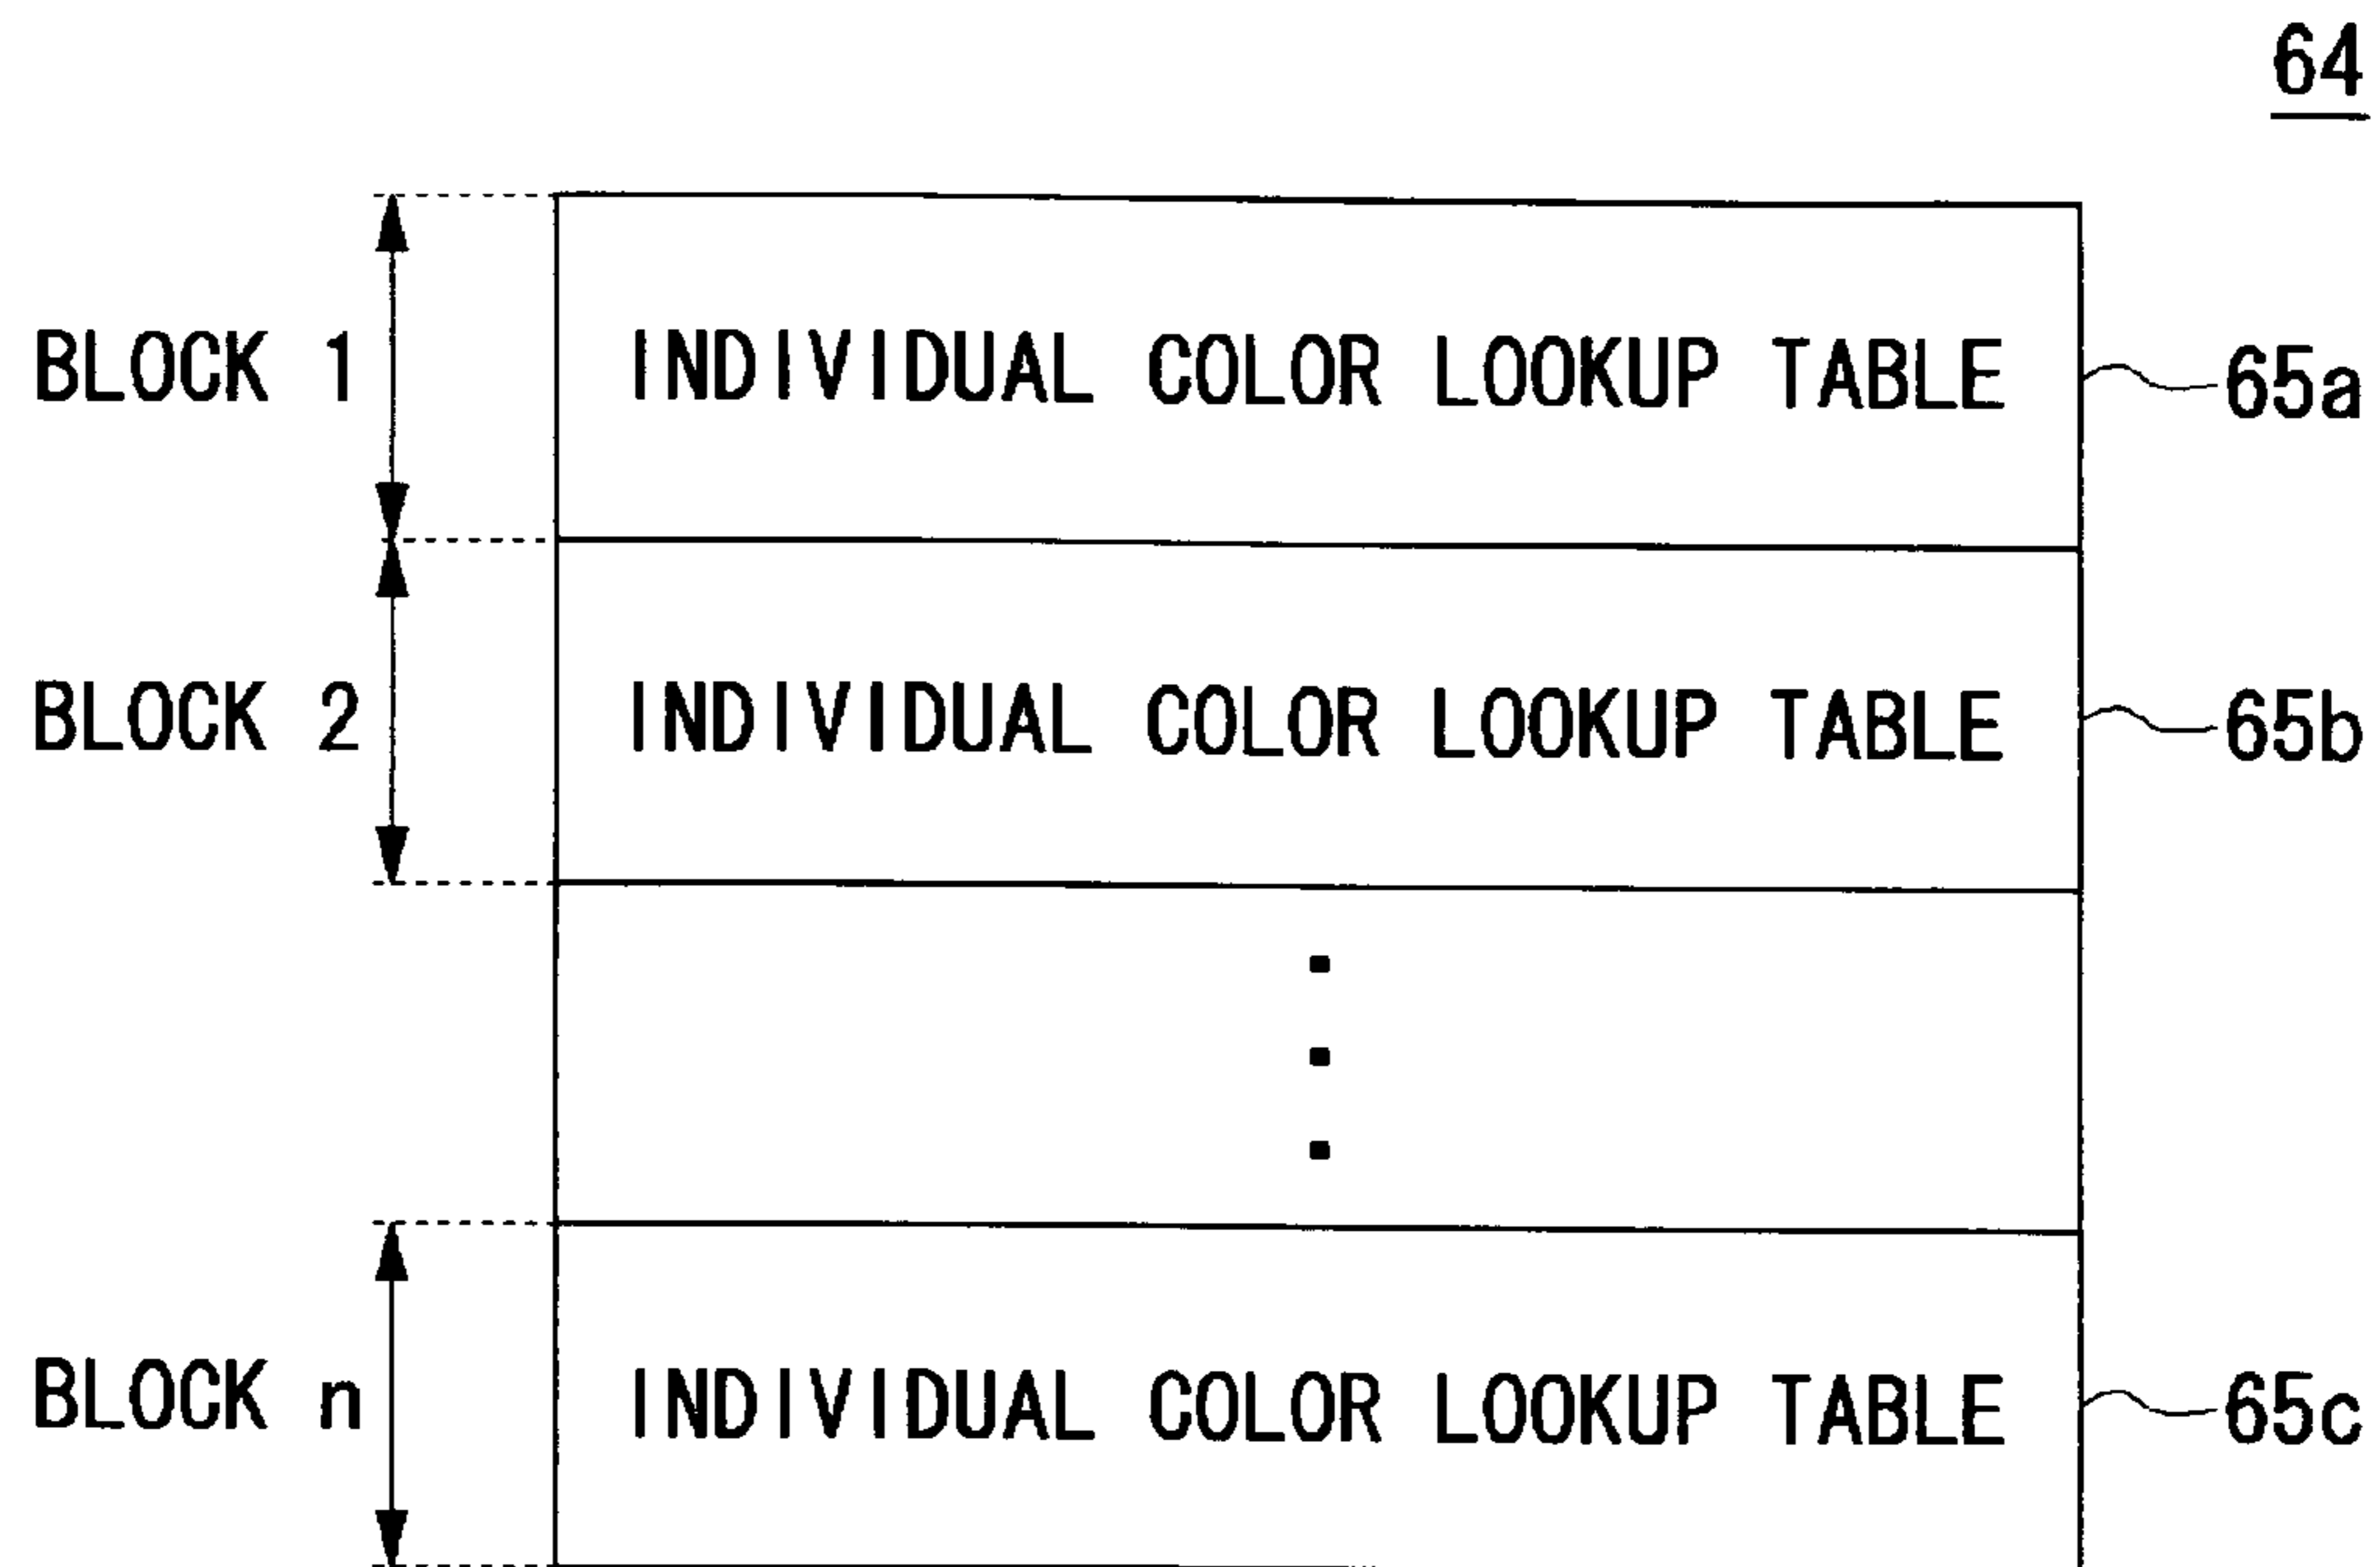 64
BLOCK 1 INDIVIDUAL COLOR LOOKUP TABLE 65a
BLOCK 2 INDIVIDUAL COLOR LOOKUP TABLE 65b
BLOCK n INDIVIDUAL COLOR LOOKUP TABLE 65c